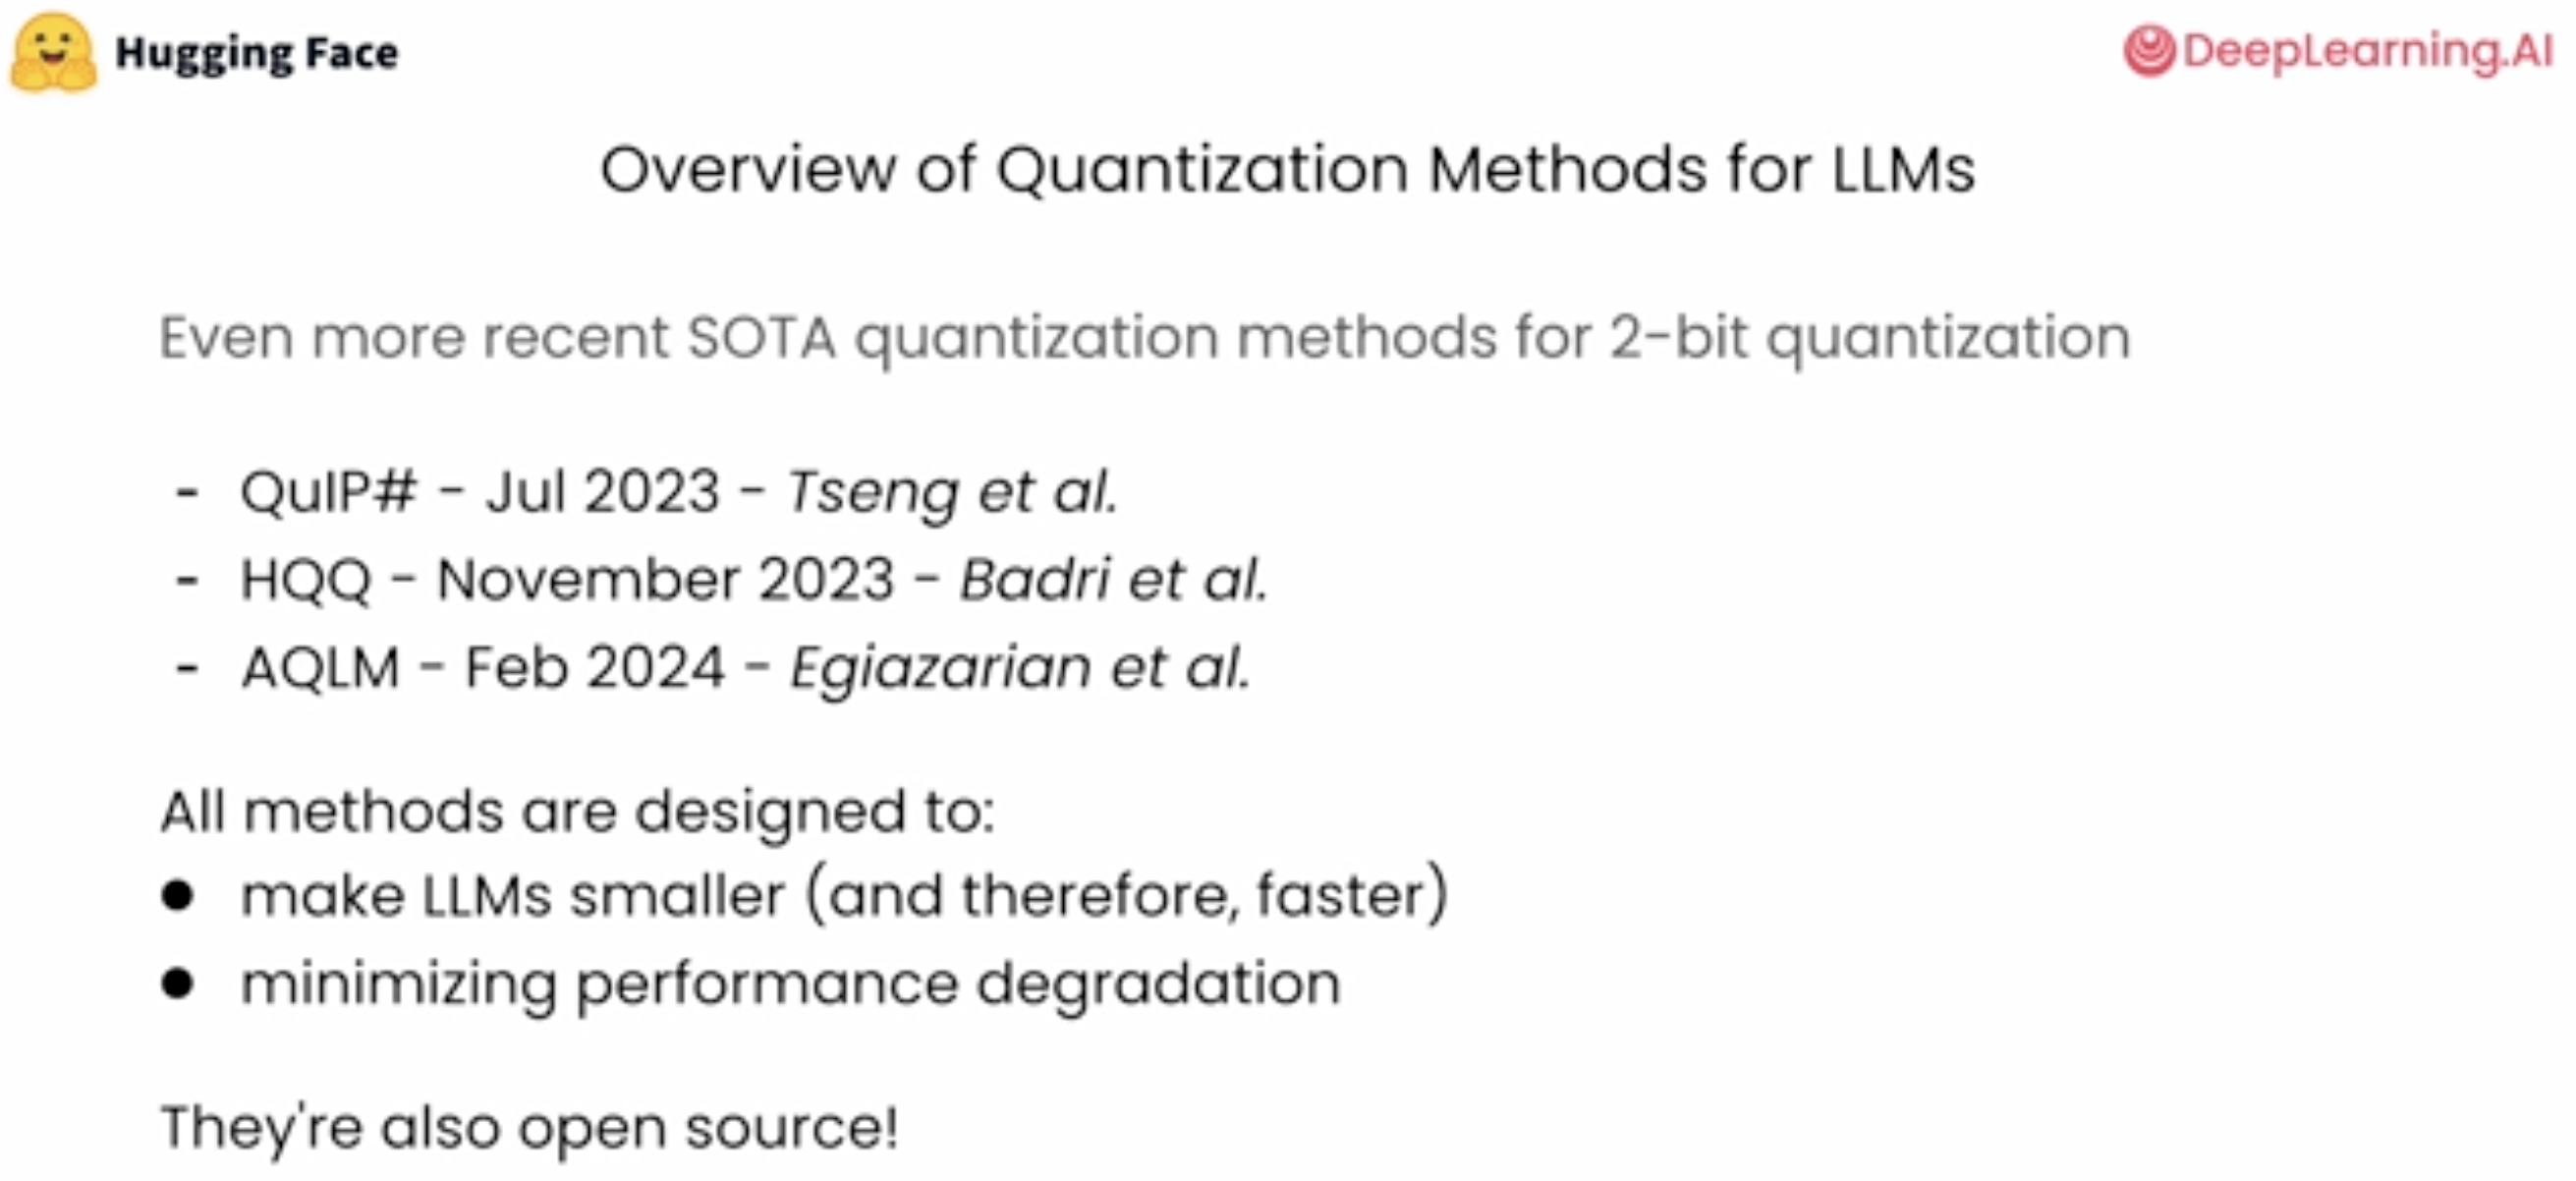 Hugging Face
DeepLearning.AI
Overview of Quantization Methods for LLMs
Even more recent SOTA quantization methods for 2-bit quantization
- QuIP# - Jul 2023 - Tseng et al.
- HQQ - November 2023 - Badri et al.
- AQLM - Feb 2024 - Egiazarian et al.
All methods are designed to:
● make LLMs smaller (and therefore, faster)
● minimizing performance degradation
They're also open source!